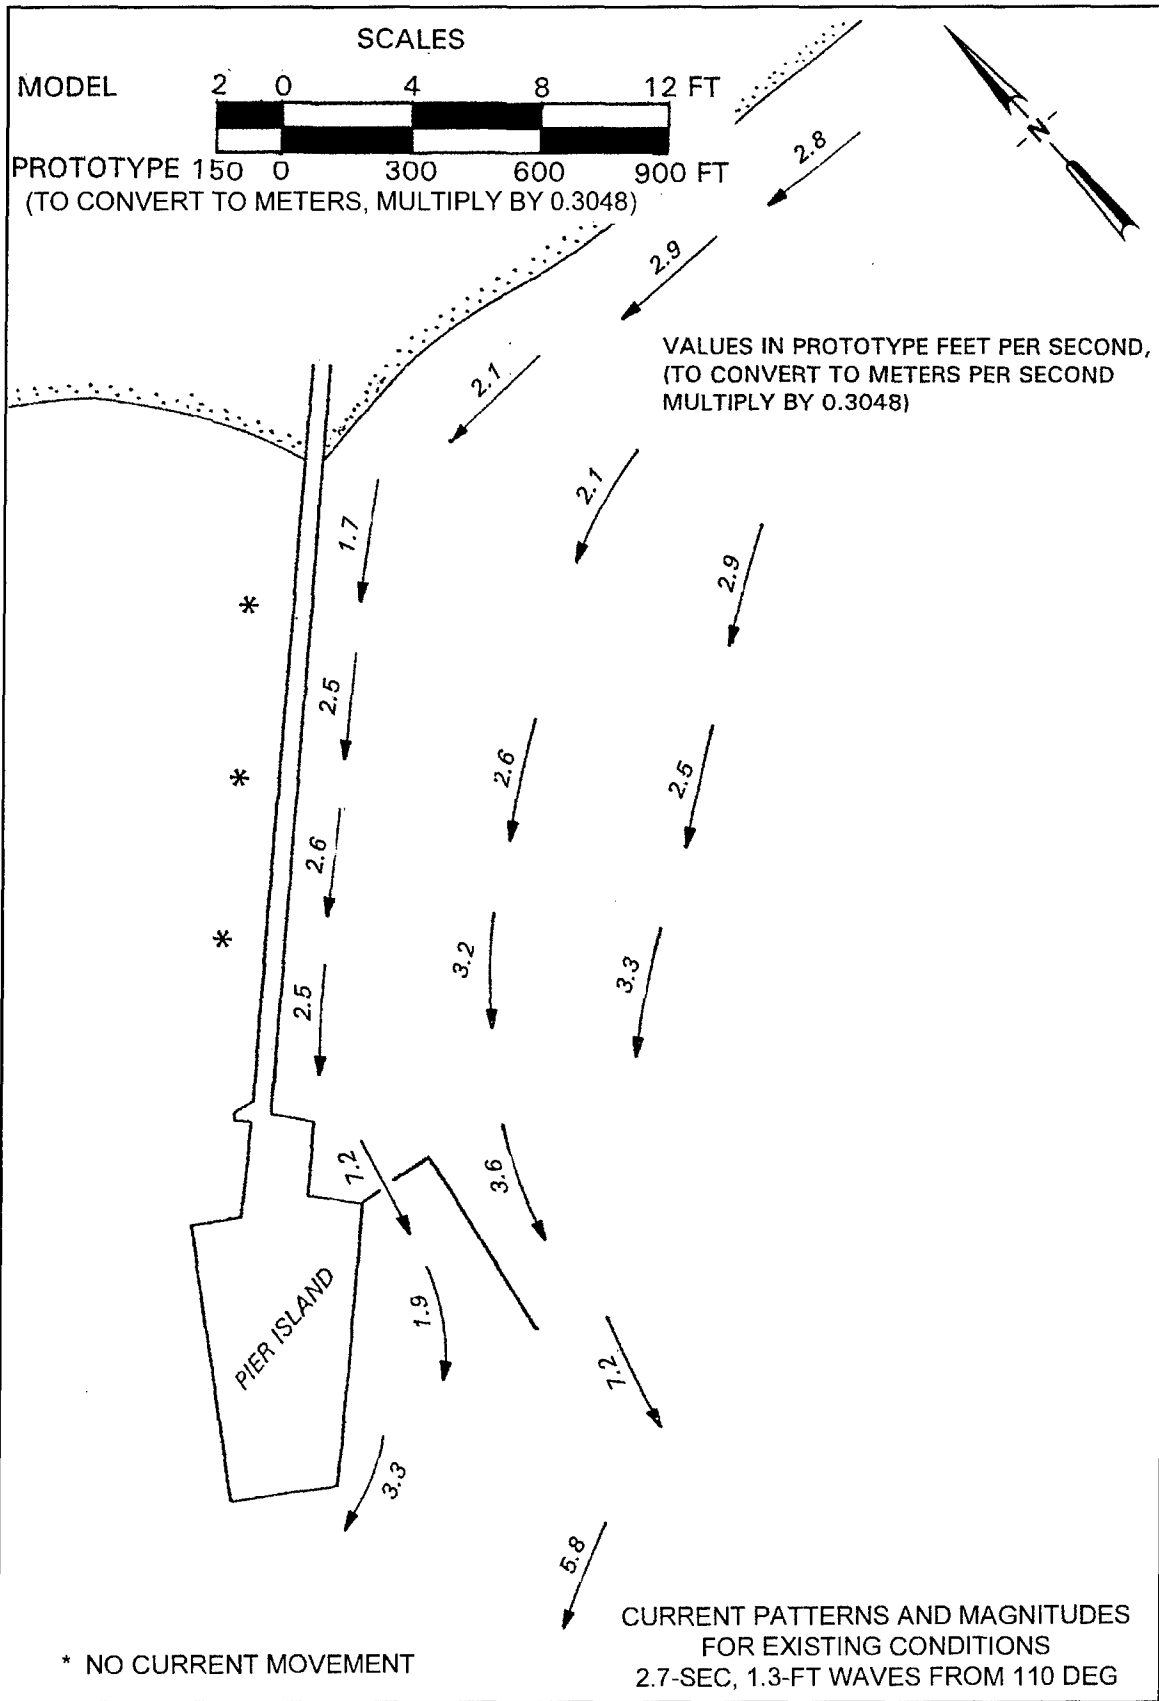 SCALES
MODEL 2 0 4 8 12 FT
PROTOTYPE 150 0 300 600 900 FT
(TO CONVERT TO METERS, MULTIPLY BY 0.3048)
N
2.8
2.9
VALUES IN PROTOTYPE FEET PER SECOND,
(TO CONVERT TO METERS PER SECOND
MULTIPLY BY 0.3048)
2.1
2.1
1.7
2.9
*
2.5
2.6
2.5
*
2.6
*
3.2
3.3
2.5
7.2
3.6
PIER ISLAND
1.9
7.2
3.3
5.8
* NO CURRENT MOVEMENT
CURRENT PATTERNS AND MAGNITUDES
FOR EXISTING CONDITIONS
2.7-SEC, 1.3-FT WAVES FROM 110 DEG